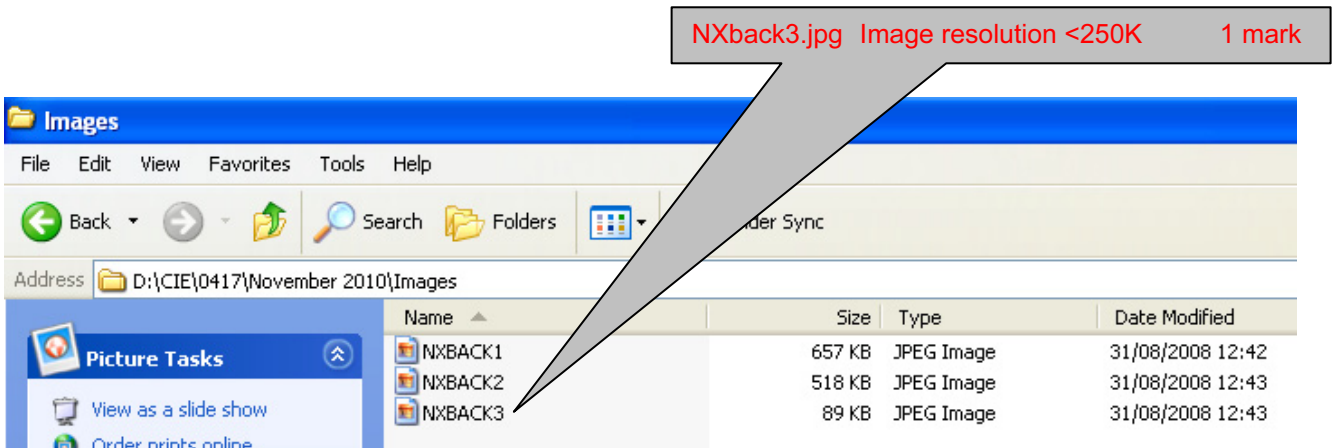 NXback3.jpg Image resolution <250K 1 mark
Images
File Edit View Favorites Tools Help
Back Search Folders der Sync
Address D:\CIE\0417\November 2010\Images
Name Size Type Date Modified
Picture Tasks
NXBACK1 657 KB JPEG Image 31/08/2008 12:42
NXBACK2 518 KB JPEG Image 31/08/2008 12:43
NXBACK3 89 KB JPEG Image 31/08/2008 12:43
View as a slide show
Order prints online